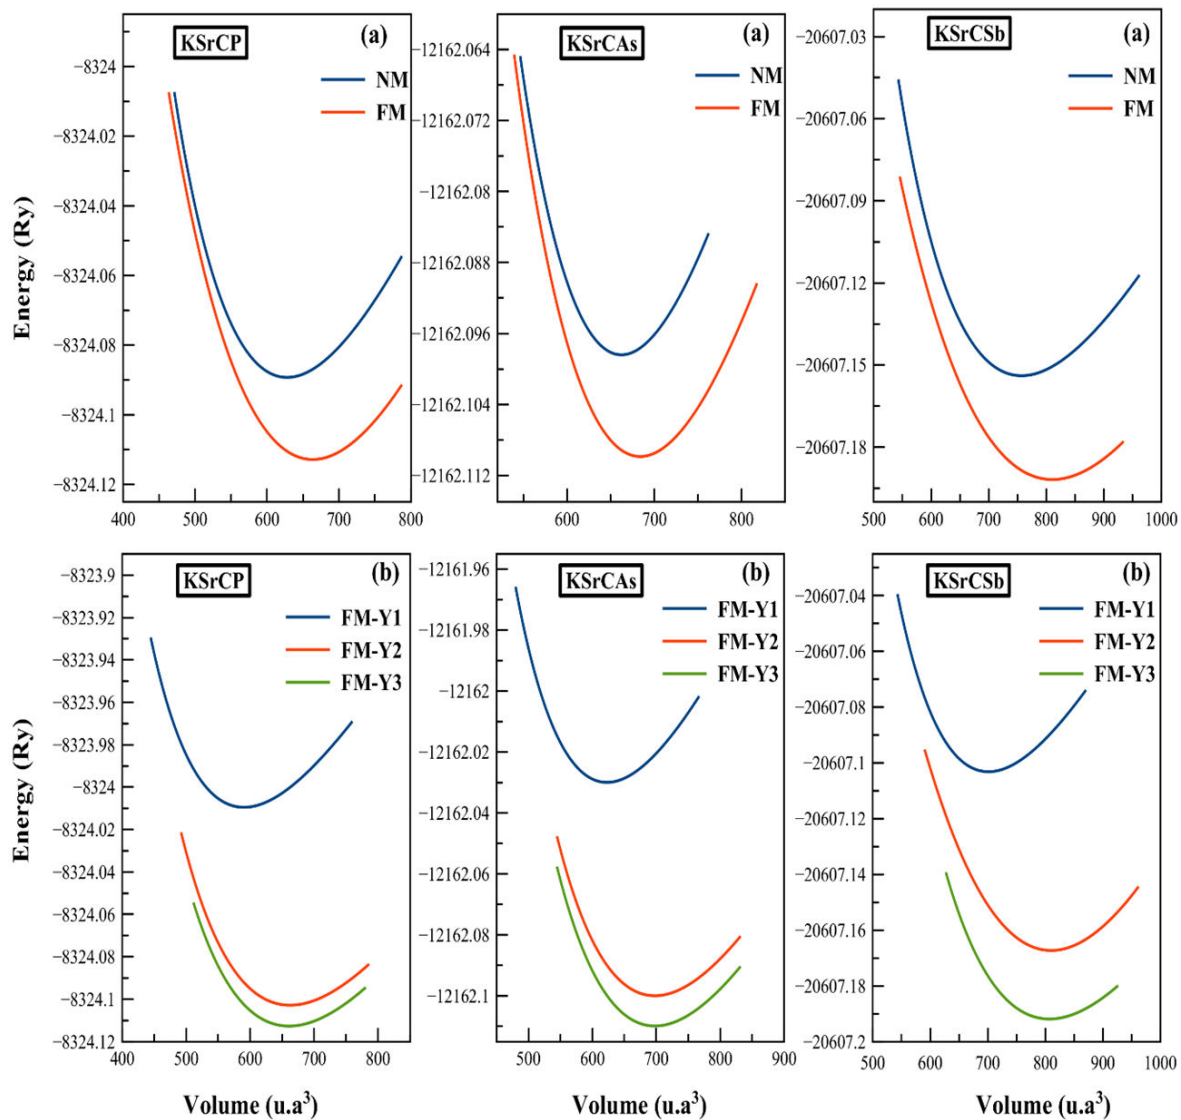 KSrCP
(a)
NM
FM
−8324
−8324.02
−8324.04
−8324.06
−8324.08
−8324.1
−8324.12
400 500 600 700 800
KSrCAs
(a)
NM
FM
−12162.064
−12162.072
−12162.08
−12162.088
−12162.096
−12162.104
−12162.112
600 700 800
KSrCSb
(a)
NM
FM
−20607.03
−20607.06
−20607.09
−20607.12
−20607.15
−20607.18
500 600 700 800 900 1000
Energy (Ry)
KSrCP
(b)
FM-Y1
FM-Y2
FM-Y3
−8323.9
−8323.92
−8323.94
−8323.96
−8323.98
−8324
−8324.02
−8324.04
−8324.06
−8324.08
−8324.1
−8324.12
400 500 600 700 800
KSrCAs
(b)
FM-Y1
FM-Y2
FM-Y3
−12161.96
−12161.98
−12162
−12162.02
−12162.04
−12162.06
−12162.08
−12162.1
500 600 700 800 900
KSrCSb
(b)
FM-Y1
FM-Y2
FM-Y3
−20607.04
−20607.06
−20607.08
−20607.1
−20607.12
−20607.14
−20607.16
−20607.18
−20607.2
500 600 700 800 900 1000
Energy (Ry)
Volume (u.a³) Volume (u.a³) Volume (u.a³)